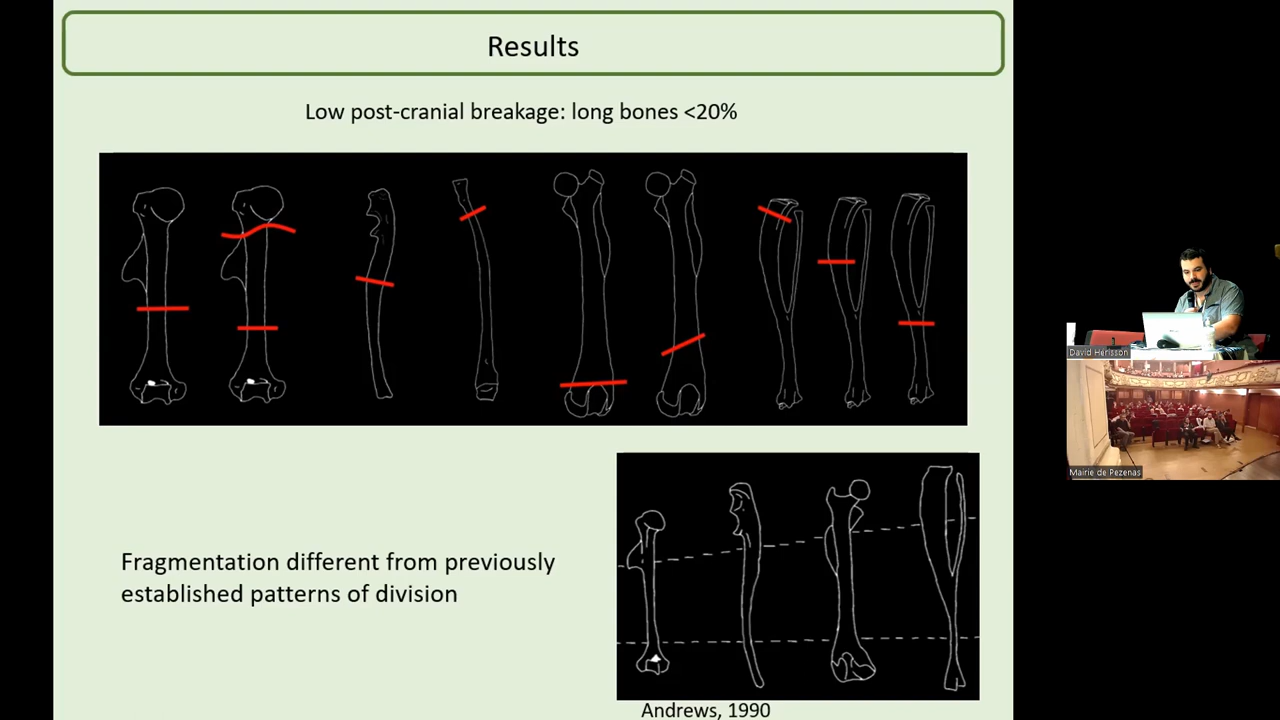 Results
Low post-cranial breakage: long bones <20%
Fragmentation different from previously
established patterns of division
Andrews, 1990
David Herisson
Mairie de Pezenas